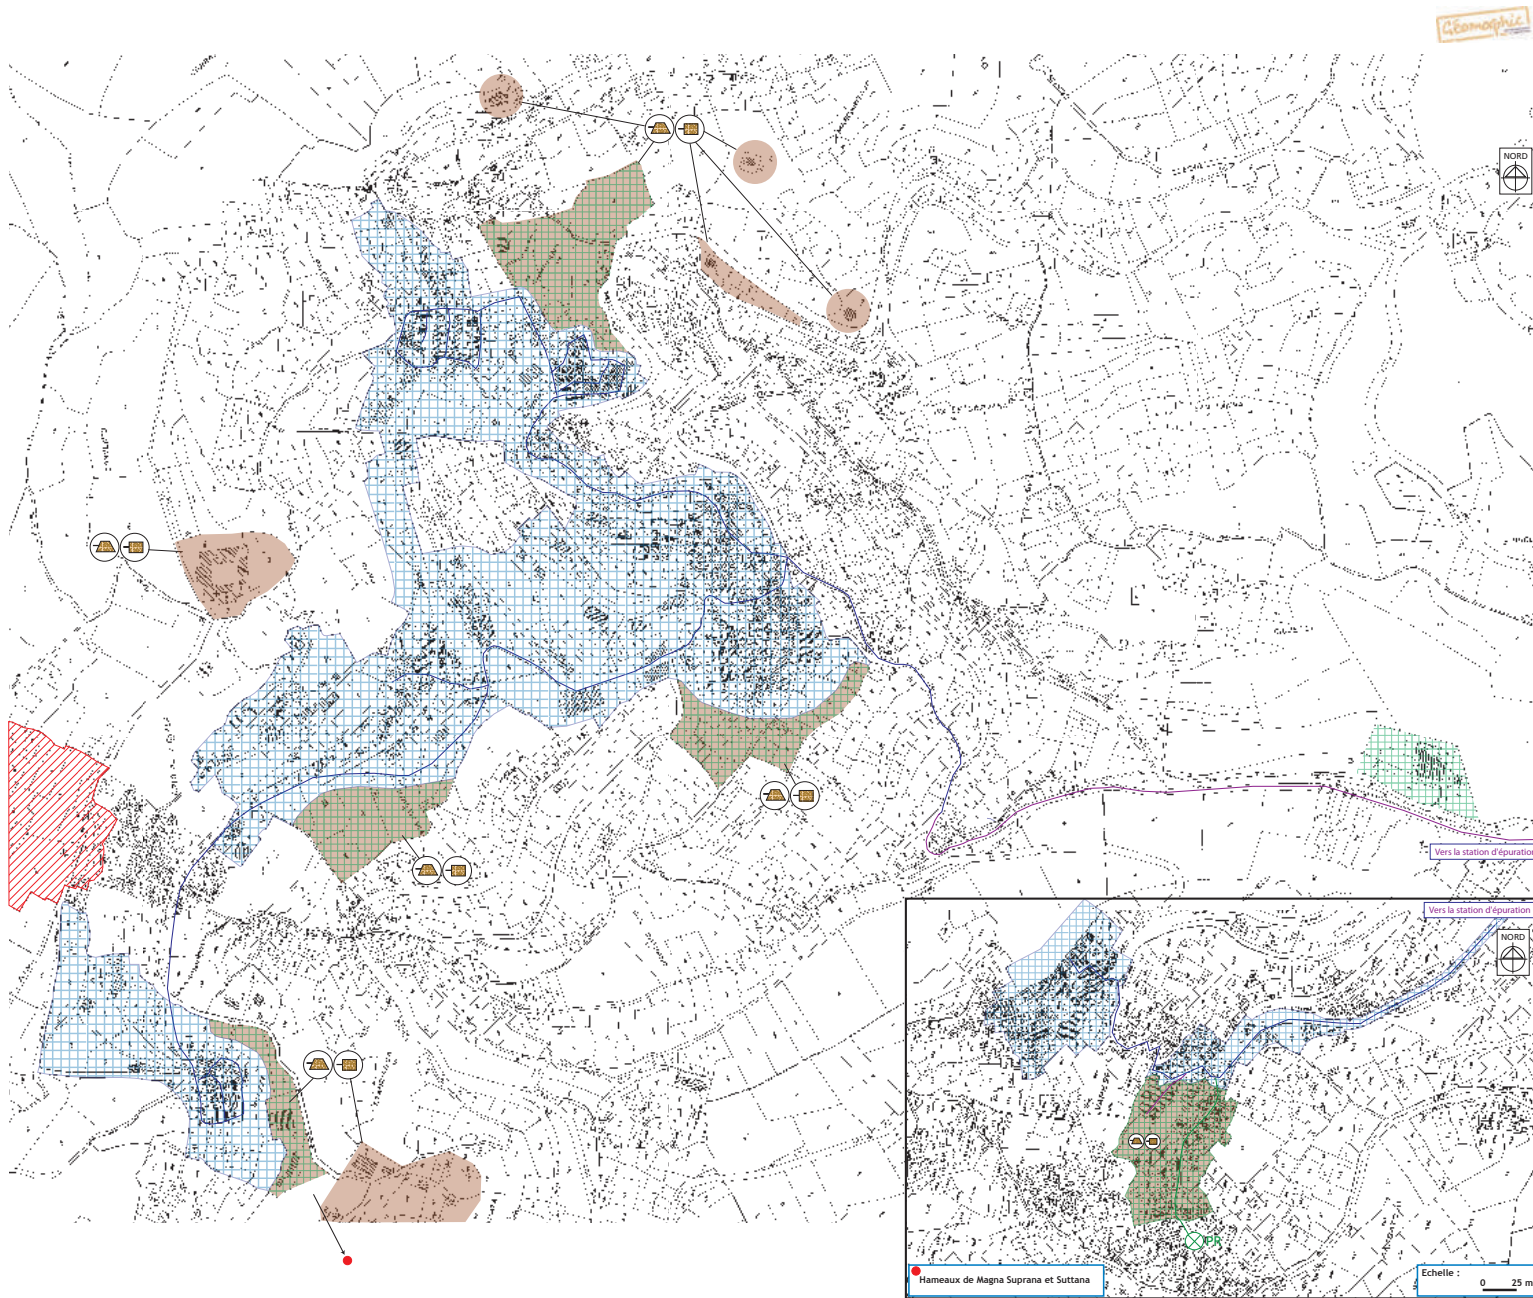 Géomorphic
NORD
Vers la station d'épuration
Vers la station d'épuration
NORD
PR
Hameaux de Magna Suprana et Suttana
Echelle :
0 25 m